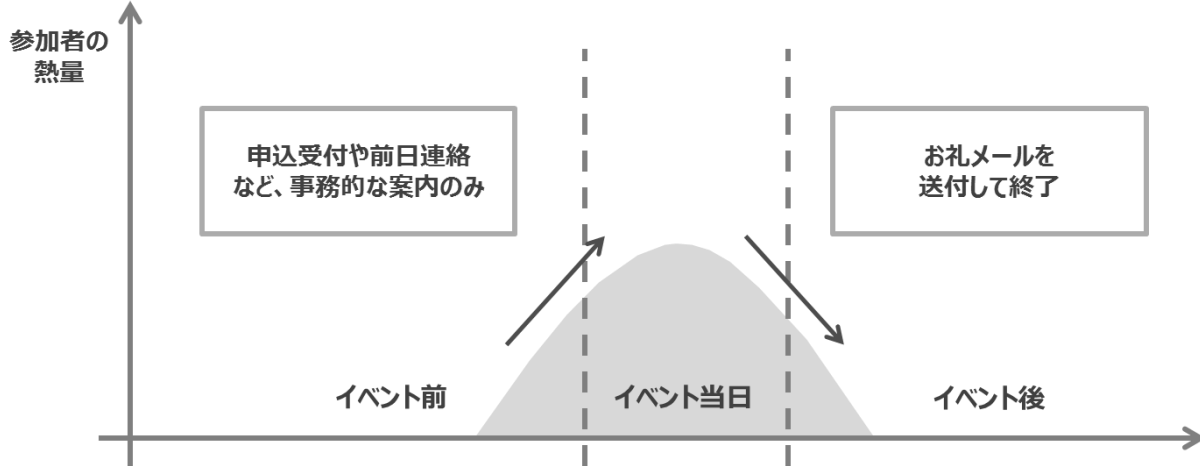 参加者の
熱量
申込受付や前日連絡
など、事務的な案内のみ
お礼メールを
送付して終了
イベント前
イベント当日
イベント後